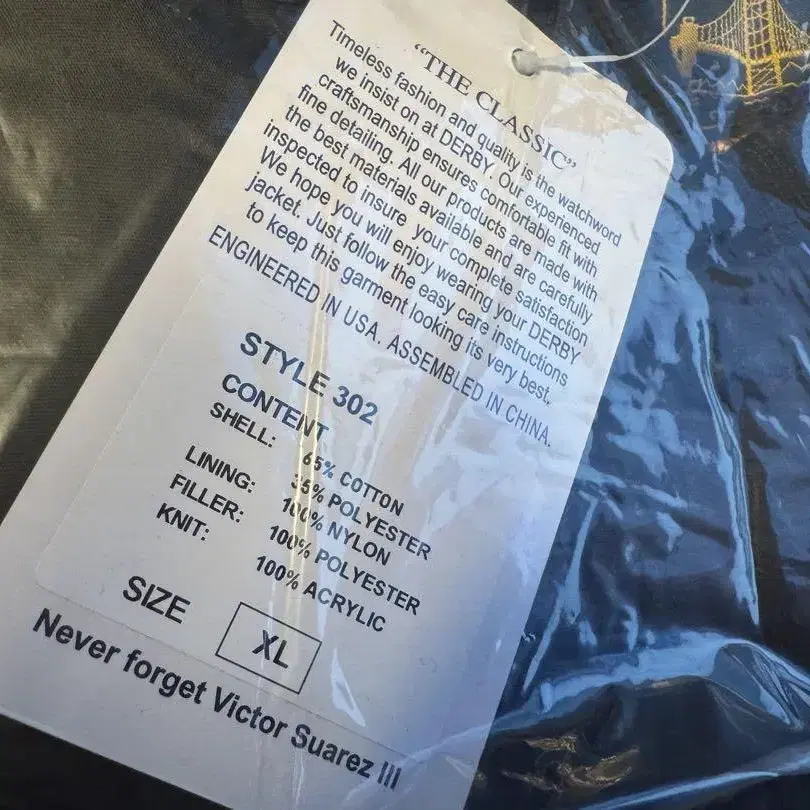 “THE CLASSIC”
Timeless fashion and quality is the watchword
we insist on at DERBY. Our experienced
craftsmanship ensures comfortable fit with
fine detailing. All our products are made with
the best materials available and are carefully
inspected to insure your complete satisfaction
We hope you will enjoy wearing your DERBY
jacket. Just follow the easy care instructions
to keep this garment looking its very best.
ENGINEERED IN USA. ASSEMBLED IN CHINA.
STYLE 302
CONTENT
SHELL: 65% COTTON
35% POLYESTER
LINING: 100% NYLON
FILLER: 100% POLYESTER
KNIT: 100% ACRYLIC
SIZE XL
Never forget Victor Suarez III